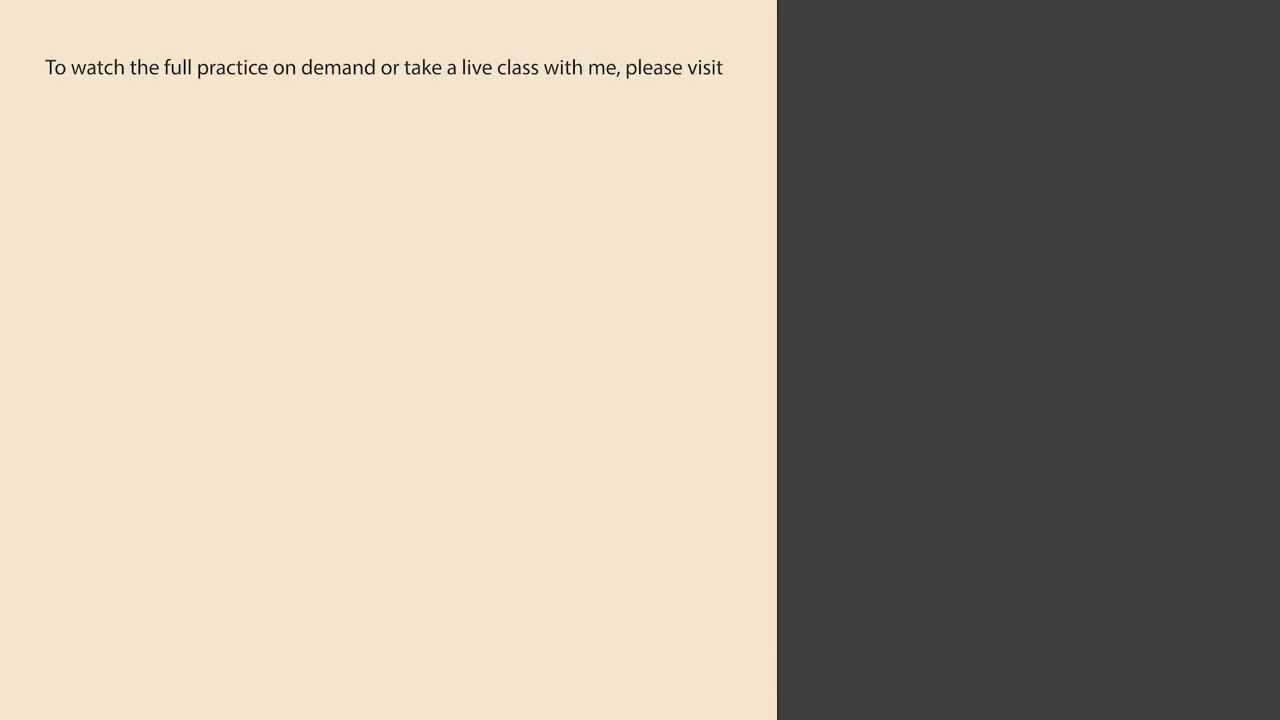 To watch the full practice on demand or take a live class with me, please visit